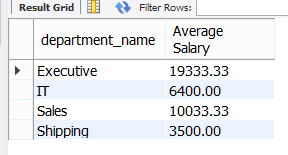 Result Grid Filter Rows:
department_name Average Salary
Executive 19333.33
IT 6400.00
Sales 10033.33
Shipping 3500.00